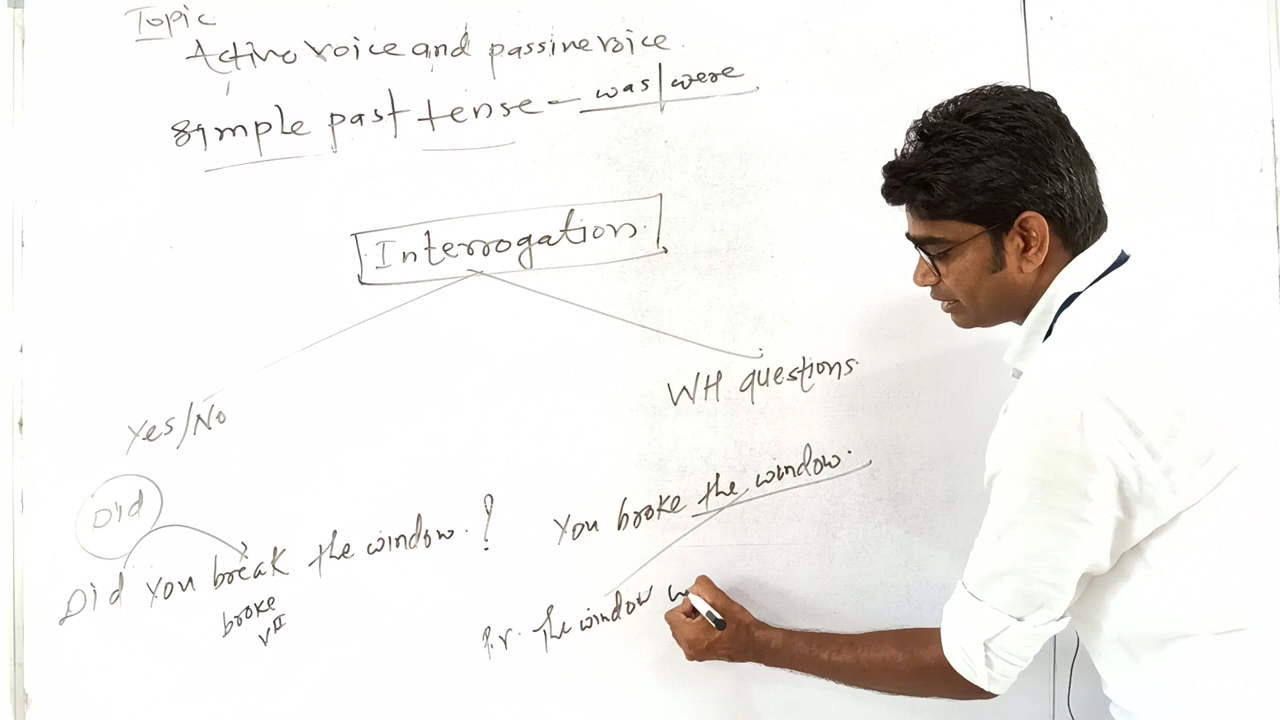 Topic
Active voice and passive voice.
Simple past tense - was/were
Interrogation.
Yes/No
WH questions.
Did
Did you break the window. ?
broke
V II
You broke the window.
P.V. The window w